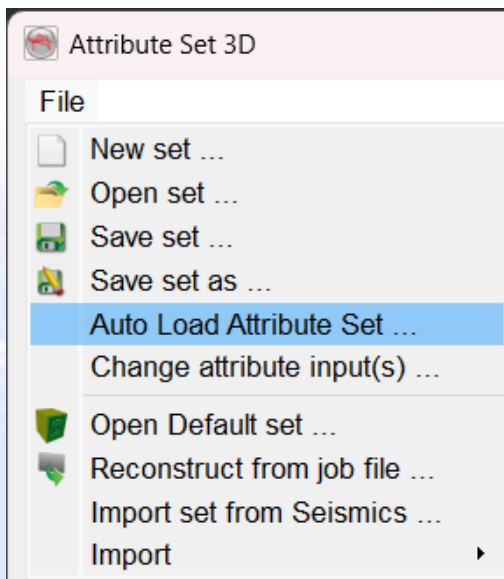 Attribute Set 3D
File
New set ...
Open set ...
Save set ...
Save set as ...
Auto Load Attribute Set ...
Change attribute input(s) ...
Open Default set ...
Reconstruct from job file ...
Import set from Seismics ...
Import